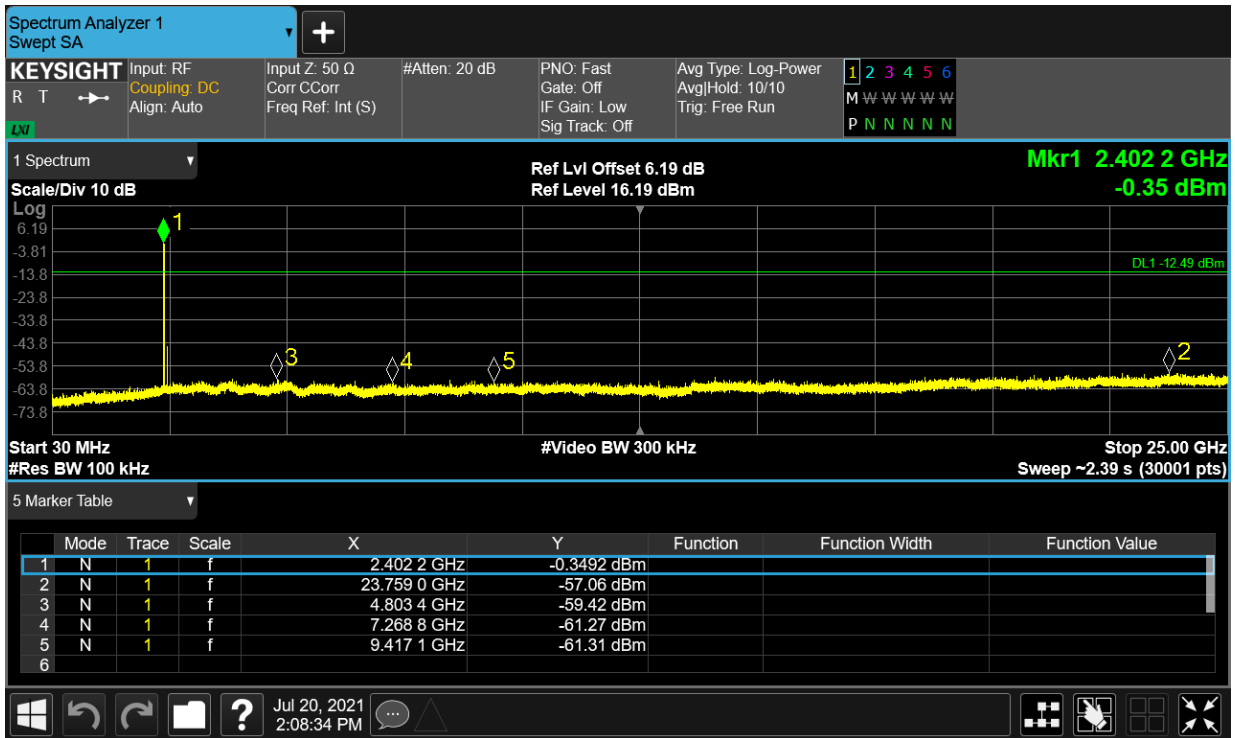 Spectrum Analyzer 1
Swept SA
KEYSIGHT
R T
LXI
Input: RF
Coupling: DC
Align: Auto
Input Z: 50 Ω
Corr CCorr
Freq Ref: Int (S)
#Atten: 20 dB
PNO: Fast
Gate: Off
IF Gain: Low
Sig Track: Off
Avg Type: Log-Power
Avg|Hold: 10/10
Trig: Free Run
1 2 3 4 5 6
M W W W W W
P N N N N N
1 Spectrum
Scale/Div 10 dB
Log
Ref Lvl Offset 6.19 dB
Ref Level 16.19 dBm
Mkr1 2.402 2 GHz
-0.35 dBm
6.19
-3.81
-13.8
-23.8
-33.8
-43.8
-53.8
-63.8
-73.8
1
DL1 -12.49 dBm
3
4
5
2
Start 30 MHz
#Res BW 100 kHz
#Video BW 300 kHz
Stop 25.00 GHz
Sweep ~2.39 s (30001 pts)
5 Marker Table
Mode Trace Scale X Y Function Function Width Function Value
1 N 1 f 2.402 2 GHz -0.3492 dBm
2 N 1 f 23.759 0 GHz -57.06 dBm
3 N 1 f 4.803 4 GHz -59.42 dBm
4 N 1 f 7.268 8 GHz -61.27 dBm
5 N 1 f 9.417 1 GHz -61.31 dBm
6
?
Jul 20, 2021
2:08:34 PM